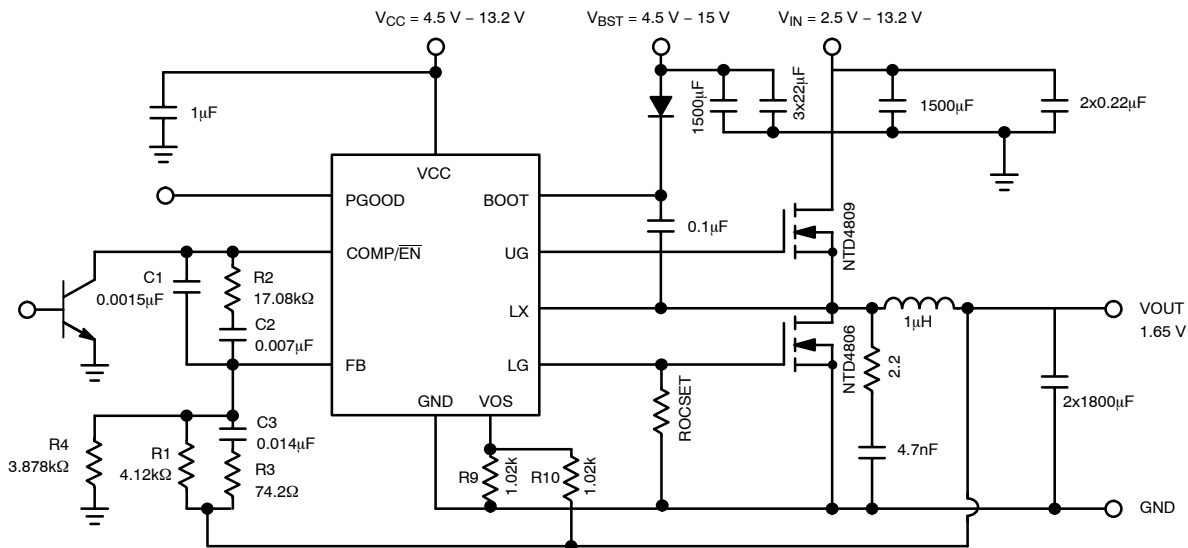 VCC = 4.5 V − 13.2 V
VBST = 4.5 V − 15 V
VIN = 2.5 V − 13.2 V
1μF
1500μF
3x22μF
1500μF
2x0.22μF
VCC
PGOOD
BOOT
COMP/EN
UG
LX
FB
LG
GND
VOS
0.1μF
NTD4809
C1
0.0015μF
R2
17.08kΩ
C2
0.007μF
1μH
VOUT
1.65 V
NTD4806
2.2
2x1800μF
ROCSET
4.7nF
C3
0.014μF
R4
3.878kΩ
R1
4.12kΩ
R3
74.2Ω
R9
1.02k
R10
1.02k
GND